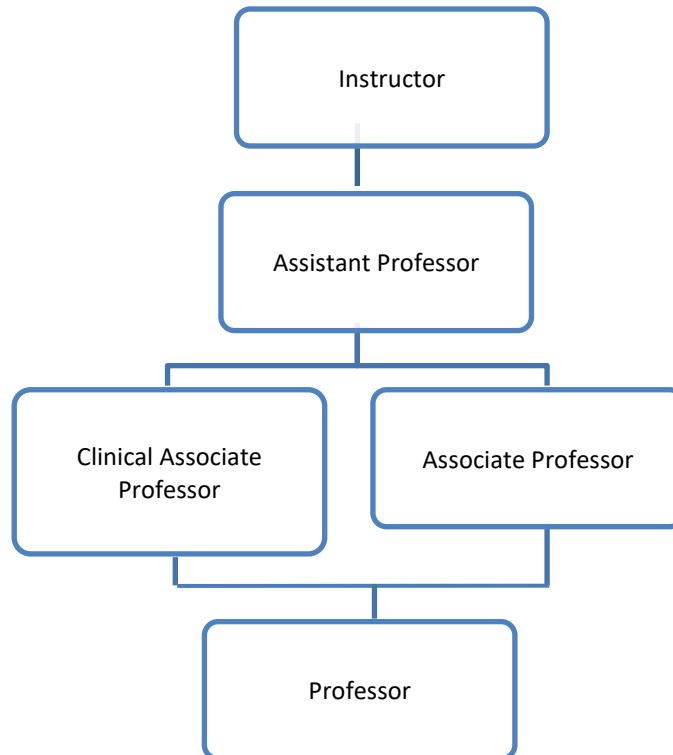 Instructor
Assistant Professor
Clinical Associate
Professor
Associate Professor
Professor